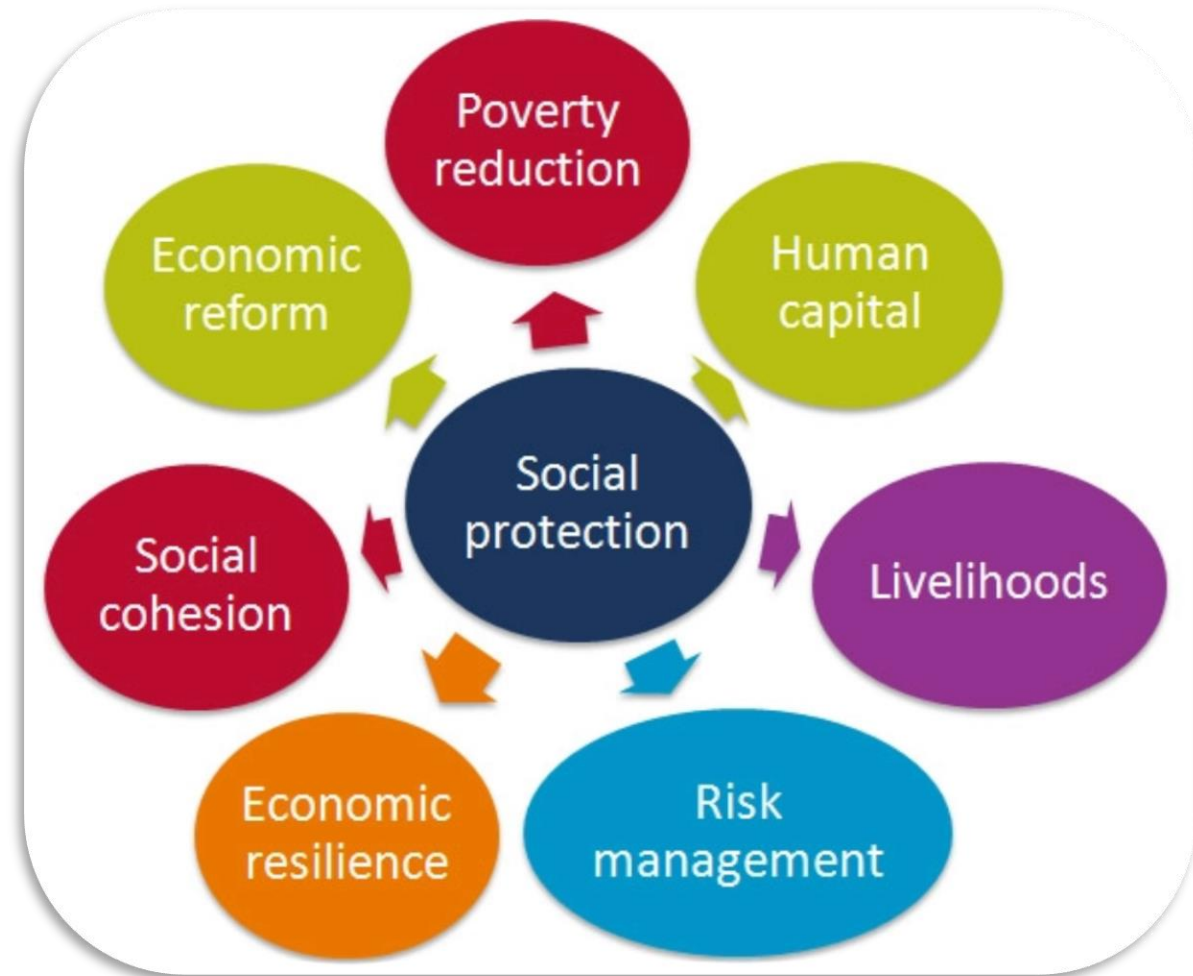 Poverty
reduction
Human
capital
Livelihoods
Risk
management
Economic
resilience
Social
cohesion
Economic
reform
Social
protection